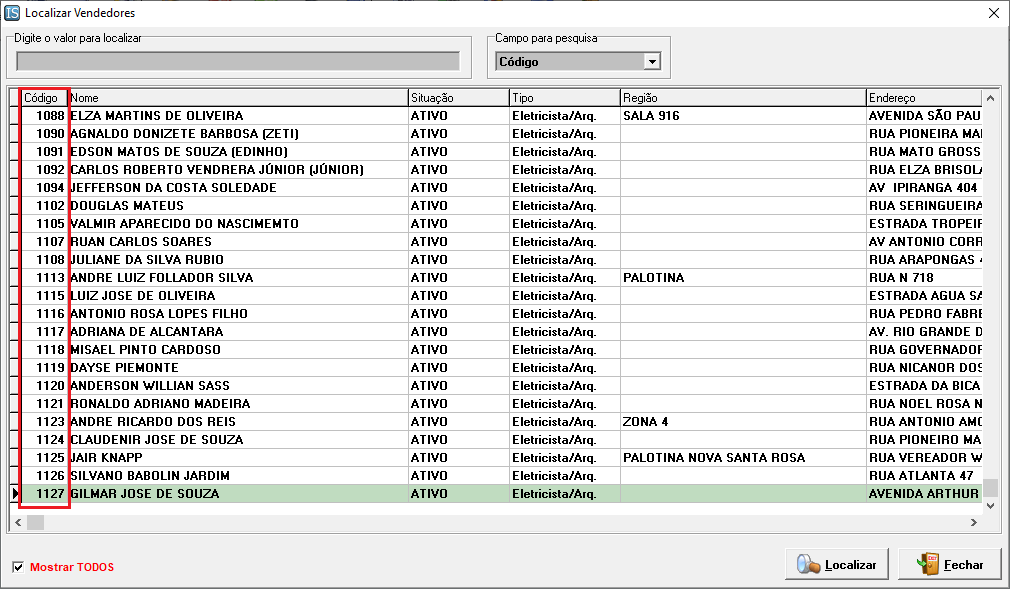 IS Localizar Vendedores
Digite o valor para localizar
Campo para pesquisa
Código
Código Nome Situação Tipo Região Endereço
1088 ELZA MARTINS DE OLIVEIRA ATIVO Eletricista/Arq. SALA 916 AVENIDA SÃO PAU
1090 AGNALDO DONIZETE BARBOSA (ZETI) ATIVO Eletricista/Arq. RUA PIONEIRA MA
1091 EDSON MATOS DE SOUZA (EDINHO) ATIVO Eletricista/Arq. RUA MATO GROSS
1092 CARLOS ROBERTO VENDRERA JÚNIOR (JÚNIOR) ATIVO Eletricista/Arq. RUA ELZA BRISOLA
1094 JEFFERSON DA COSTA SOLEDADE ATIVO Eletricista/Arq. AV IPIRANGA 404
1102 DOUGLAS MATEUS ATIVO Eletricista/Arq. RUA SERINGUEIRA
1105 VALMIR APARECIDO DO NASCIMEMTO ATIVO Eletricista/Arq. ESTRADA TROPEIR
1107 RUAN CARLOS SOARES ATIVO Eletricista/Arq. AV ANTONIO CORR
1108 JULIANE DA SILVA RUBIO ATIVO Eletricista/Arq. RUA ARAPONGAS 4
1113 ANDRE LUIZ FOLLADOR SILVA ATIVO Eletricista/Arq. PALOTINA RUA N 718
1115 LUIZ JOSE DE OLIVEIRA ATIVO Eletricista/Arq. ESTRADA AGUA SA
1116 ANTONIO ROSA LOPES FILHO ATIVO Eletricista/Arq. RUA PEDRO FABRE
1117 ADRIANA DE ALCANTARA ATIVO Eletricista/Arq. AV. RIO GRANDE D
1118 MISAEL PINTO CARDOSO ATIVO Eletricista/Arq. RUA GOVERNADOR
1119 DAYSE PIEMONTE ATIVO Eletricista/Arq. RUA NICANOR DOS
1120 ANDERSON WILLIAN SASS ATIVO Eletricista/Arq. ESTRADA DA BICA
1121 RONALDO ADRIANO MADEIRA ATIVO Eletricista/Arq. RUA NOEL ROSA N
1123 ANDRE RICARDO DOS REIS ATIVO Eletricista/Arq. ZONA 4 RUA ANTONIO AMO
1124 CLAUDENIR JOSE DE SOUZA ATIVO Eletricista/Arq. RUA PIONEIRO MA
1125 JAIR KNAPP ATIVO Eletricista/Arq. PALOTINA NOVA SANTA ROSA RUA VEREADOR W
1126 SILVANO BABOLIN JARDIM ATIVO Eletricista/Arq. RUA ATLANTA 47
1127 GILMAR JOSE DE SOUZA ATIVO Eletricista/Arq. AVENIDA ARTHUR
Mostrar TODOS
Localizar
Fechar